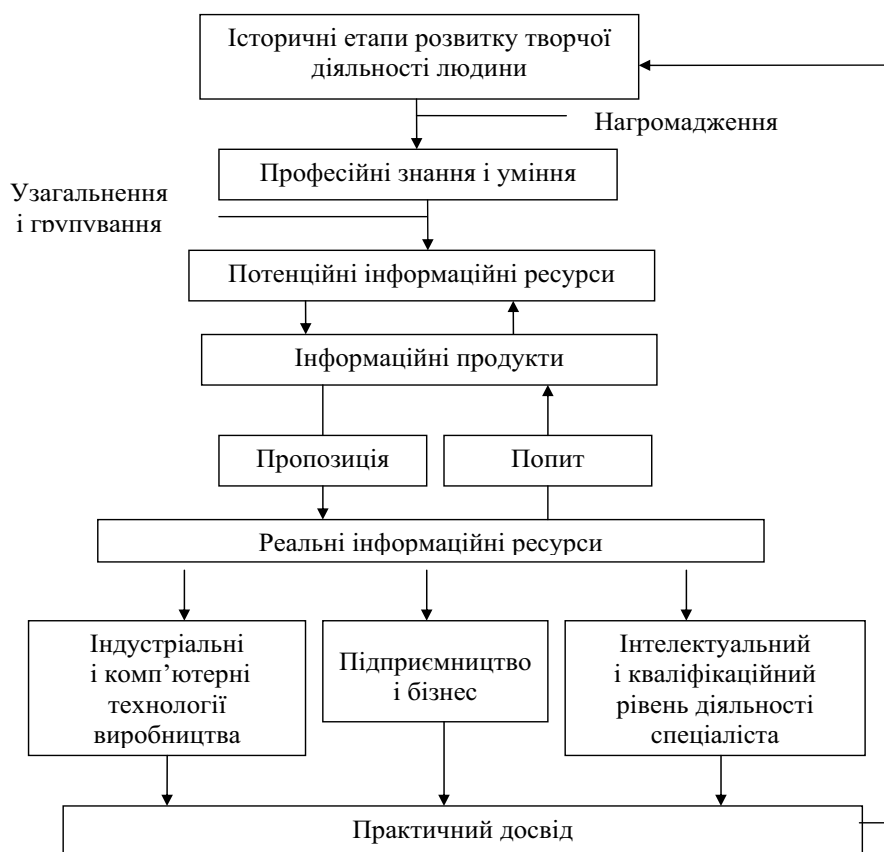 Історичні етапи розвитку творчої
діяльності людини
Нагромадження
Професійні знання і уміння
Узагальнення
і групування
Потенційні інформаційні ресурси
Інформаційні продукти
Пропозиція
Попит
Реальні інформаційні ресурси
Індустріальні
і комп’ютерні
технології
виробництва
Підприємництво
і бізнес
Інтелектуальний
і кваліфікаційний
рівень діяльності
спеціаліста
Практичний досвід